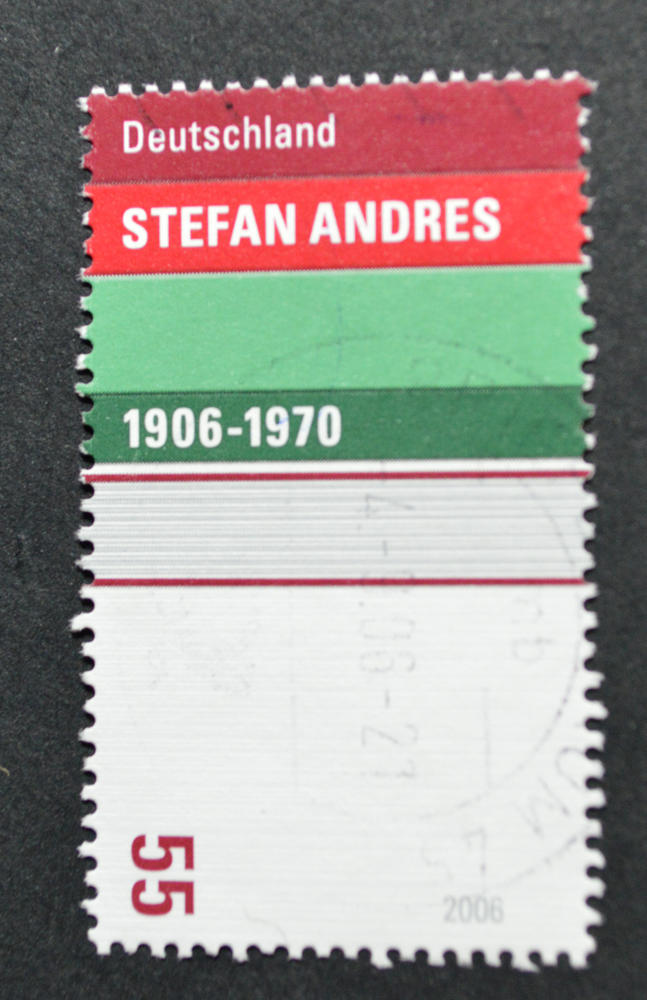 Deutschland
STEFAN ANDRES
1906-1970
55
2006